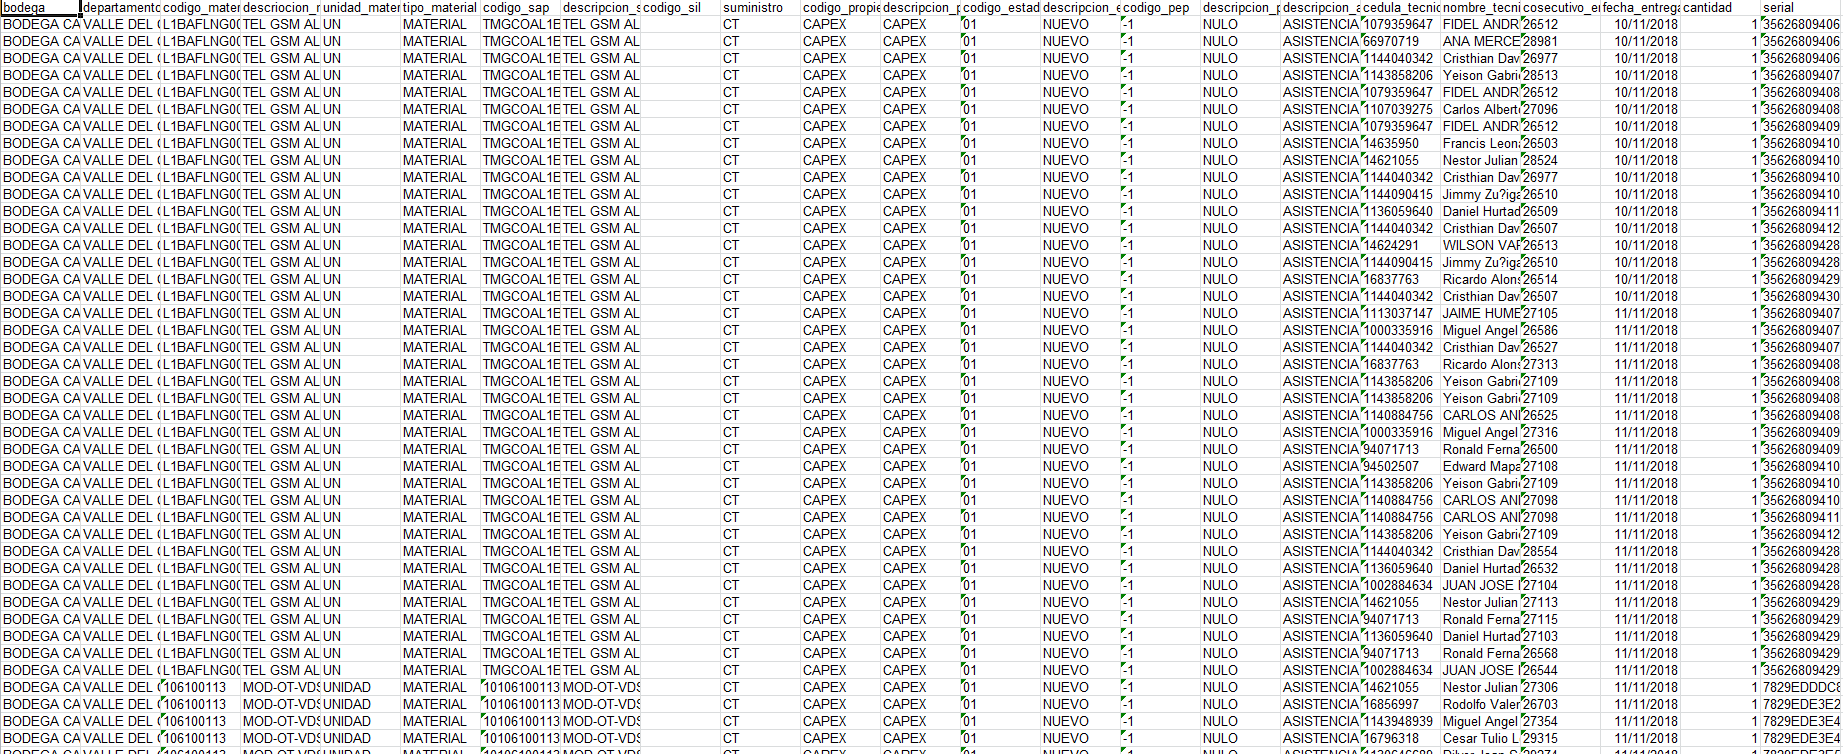 bodega departamento codigo_mater descriocion_m unidad_mater tipo_material codigo_sap descripcion_s codigo_sil suministro codigo_propie descripcion_p codigo_estad descripcion_e codigo_pep descripcion_p descripcion_a cedula_tecnic nombre_tecni cosecutivo_en fecha_entrega cantidad serial
BODEGA CA VALLE DEL C L1BAFLNG00 TEL GSM AL UN MATERIAL TMGCOAL1E TEL GSM AL CT CAPEX CAPEX 01 NUEVO -1 NULO ASISTENCIA 1079359647 FIDEL ANDR 26512 10/11/2018 1 35626809406
BODEGA CA VALLE DEL C L1BAFLNG00 TEL GSM AL UN MATERIAL TMGCOAL1E TEL GSM AL CT CAPEX CAPEX 01 NUEVO -1 NULO ASISTENCIA 66970719 ANA MERCE 28981 10/11/2018 1 35626809406
BODEGA CA VALLE DEL C L1BAFLNG00 TEL GSM AL UN MATERIAL TMGCOAL1E TEL GSM AL CT CAPEX CAPEX 01 NUEVO -1 NULO ASISTENCIA 1144040342 Cristhian Dav 26977 10/11/2018 1 35626809406
BODEGA CA VALLE DEL C L1BAFLNG00 TEL GSM AL UN MATERIAL TMGCOAL1E TEL GSM AL CT CAPEX CAPEX 01 NUEVO -1 NULO ASISTENCIA 1143858206 Yeison Gabri 28513 10/11/2018 1 35626809407
BODEGA CA VALLE DEL C L1BAFLNG00 TEL GSM AL UN MATERIAL TMGCOAL1E TEL GSM AL CT CAPEX CAPEX 01 NUEVO -1 NULO ASISTENCIA 1079359647 FIDEL ANDR 26512 10/11/2018 1 35626809408
BODEGA CA VALLE DEL C L1BAFLNG00 TEL GSM AL UN MATERIAL TMGCOAL1E TEL GSM AL CT CAPEX CAPEX 01 NUEVO -1 NULO ASISTENCIA 1107039275 Carlos Albert 27096 10/11/2018 1 35626809408
BODEGA CA VALLE DEL C L1BAFLNG00 TEL GSM AL UN MATERIAL TMGCOAL1E TEL GSM AL CT CAPEX CAPEX 01 NUEVO -1 NULO ASISTENCIA 1079359647 FIDEL ANDR 26512 10/11/2018 1 35626809409
BODEGA CA VALLE DEL C L1BAFLNG00 TEL GSM AL UN MATERIAL TMGCOAL1E TEL GSM AL CT CAPEX CAPEX 01 NUEVO -1 NULO ASISTENCIA 14635950 Francis Leon 26503 10/11/2018 1 35626809410
BODEGA CA VALLE DEL C L1BAFLNG00 TEL GSM AL UN MATERIAL TMGCOAL1E TEL GSM AL CT CAPEX CAPEX 01 NUEVO -1 NULO ASISTENCIA 14621055 Nestor Julian 28524 10/11/2018 1 35626809410
BODEGA CA VALLE DEL C L1BAFLNG00 TEL GSM AL UN MATERIAL TMGCOAL1E TEL GSM AL CT CAPEX CAPEX 01 NUEVO -1 NULO ASISTENCIA 1144040342 Cristhian Dav 26977 10/11/2018 1 35626809410
BODEGA CA VALLE DEL C L1BAFLNG00 TEL GSM AL UN MATERIAL TMGCOAL1E TEL GSM AL CT CAPEX CAPEX 01 NUEVO -1 NULO ASISTENCIA 1144090415 Jimmy Zu?iga 26510 10/11/2018 1 35626809410
BODEGA CA VALLE DEL C L1BAFLNG00 TEL GSM AL UN MATERIAL TMGCOAL1E TEL GSM AL CT CAPEX CAPEX 01 NUEVO -1 NULO ASISTENCIA 1136059640 Daniel Hurtad 26509 10/11/2018 1 35626809411
BODEGA CA VALLE DEL C L1BAFLNG00 TEL GSM AL UN MATERIAL TMGCOAL1E TEL GSM AL CT CAPEX CAPEX 01 NUEVO -1 NULO ASISTENCIA 1144040342 Cristhian Dav 26507 10/11/2018 1 35626809412
BODEGA CA VALLE DEL C L1BAFLNG00 TEL GSM AL UN MATERIAL TMGCOAL1E TEL GSM AL CT CAPEX CAPEX 01 NUEVO -1 NULO ASISTENCIA 14624291 WILSON VAR 26513 10/11/2018 1 35626809428
BODEGA CA VALLE DEL C L1BAFLNG00 TEL GSM AL UN MATERIAL TMGCOAL1E TEL GSM AL CT CAPEX CAPEX 01 NUEVO -1 NULO ASISTENCIA 1144090415 Jimmy Zu?iga 26510 10/11/2018 1 35626809428
BODEGA CA VALLE DEL C L1BAFLNG00 TEL GSM AL UN MATERIAL TMGCOAL1E TEL GSM AL CT CAPEX CAPEX 01 NUEVO -1 NULO ASISTENCIA 16837763 Ricardo Alons 26514 10/11/2018 1 35626809429
BODEGA CA VALLE DEL C L1BAFLNG00 TEL GSM AL UN MATERIAL TMGCOAL1E TEL GSM AL CT CAPEX CAPEX 01 NUEVO -1 NULO ASISTENCIA 1144040342 Cristhian Dav 26507 10/11/2018 1 35626809430
BODEGA CA VALLE DEL C L1BAFLNG00 TEL GSM AL UN MATERIAL TMGCOAL1E TEL GSM AL CT CAPEX CAPEX 01 NUEVO -1 NULO ASISTENCIA 1113037147 JAIME HUME 27105 11/11/2018 1 35626809407
BODEGA CA VALLE DEL C L1BAFLNG00 TEL GSM AL UN MATERIAL TMGCOAL1E TEL GSM AL CT CAPEX CAPEX 01 NUEVO -1 NULO ASISTENCIA 1000335916 Miguel Angel 26586 11/11/2018 1 35626809407
BODEGA CA VALLE DEL C L1BAFLNG00 TEL GSM AL UN MATERIAL TMGCOAL1E TEL GSM AL CT CAPEX CAPEX 01 NUEVO -1 NULO ASISTENCIA 1144040342 Cristhian Dav 26527 11/11/2018 1 35626809407
BODEGA CA VALLE DEL C L1BAFLNG00 TEL GSM AL UN MATERIAL TMGCOAL1E TEL GSM AL CT CAPEX CAPEX 01 NUEVO -1 NULO ASISTENCIA 16837763 Ricardo Alons 27313 11/11/2018 1 35626809408
BODEGA CA VALLE DEL C L1BAFLNG00 TEL GSM AL UN MATERIAL TMGCOAL1E TEL GSM AL CT CAPEX CAPEX 01 NUEVO -1 NULO ASISTENCIA 1143858206 Yeison Gabri 27109 11/11/2018 1 35626809408
BODEGA CA VALLE DEL C L1BAFLNG00 TEL GSM AL UN MATERIAL TMGCOAL1E TEL GSM AL CT CAPEX CAPEX 01 NUEVO -1 NULO ASISTENCIA 1143858206 Yeison Gabri 27109 11/11/2018 1 35626809408
BODEGA CA VALLE DEL C L1BAFLNG00 TEL GSM AL UN MATERIAL TMGCOAL1E TEL GSM AL CT CAPEX CAPEX 01 NUEVO -1 NULO ASISTENCIA 1140884756 CARLOS AN 26525 11/11/2018 1 35626809408
BODEGA CA VALLE DEL C L1BAFLNG00 TEL GSM AL UN MATERIAL TMGCOAL1E TEL GSM AL CT CAPEX CAPEX 01 NUEVO -1 NULO ASISTENCIA 1000335916 Miguel Angel 27316 11/11/2018 1 35626809409
BODEGA CA VALLE DEL C L1BAFLNG00 TEL GSM AL UN MATERIAL TMGCOAL1E TEL GSM AL CT CAPEX CAPEX 01 NUEVO -1 NULO ASISTENCIA 94071713 Ronald Ferna 26500 11/11/2018 1 35626809409
BODEGA CA VALLE DEL C L1BAFLNG00 TEL GSM AL UN MATERIAL TMGCOAL1E TEL GSM AL CT CAPEX CAPEX 01 NUEVO -1 NULO ASISTENCIA 94502507 Edward Mapa 27108 11/11/2018 1 35626809410
BODEGA CA VALLE DEL C L1BAFLNG00 TEL GSM AL UN MATERIAL TMGCOAL1E TEL GSM AL CT CAPEX CAPEX 01 NUEVO -1 NULO ASISTENCIA 1143858206 Yeison Gabri 27109 11/11/2018 1 35626809410
BODEGA CA VALLE DEL C L1BAFLNG00 TEL GSM AL UN MATERIAL TMGCOAL1E TEL GSM AL CT CAPEX CAPEX 01 NUEVO -1 NULO ASISTENCIA 1140884756 CARLOS AN 27098 11/11/2018 1 35626809410
BODEGA CA VALLE DEL C L1BAFLNG00 TEL GSM AL UN MATERIAL TMGCOAL1E TEL GSM AL CT CAPEX CAPEX 01 NUEVO -1 NULO ASISTENCIA 1140884756 CARLOS AN 27098 11/11/2018 1 35626809411
BODEGA CA VALLE DEL C L1BAFLNG00 TEL GSM AL UN MATERIAL TMGCOAL1E TEL GSM AL CT CAPEX CAPEX 01 NUEVO -1 NULO ASISTENCIA 1143858206 Yeison Gabri 27109 11/11/2018 1 35626809412
BODEGA CA VALLE DEL C L1BAFLNG00 TEL GSM AL UN MATERIAL TMGCOAL1E TEL GSM AL CT CAPEX CAPEX 01 NUEVO -1 NULO ASISTENCIA 1144040342 Cristhian Dav 28554 11/11/2018 1 35626809428
BODEGA CA VALLE DEL C L1BAFLNG00 TEL GSM AL UN MATERIAL TMGCOAL1E TEL GSM AL CT CAPEX CAPEX 01 NUEVO -1 NULO ASISTENCIA 1136059640 Daniel Hurtad 26532 11/11/2018 1 35626809428
BODEGA CA VALLE DEL C L1BAFLNG00 TEL GSM AL UN MATERIAL TMGCOAL1E TEL GSM AL CT CAPEX CAPEX 01 NUEVO -1 NULO ASISTENCIA 1002884634 JUAN JOSE 27104 11/11/2018 1 35626809428
BODEGA CA VALLE DEL C L1BAFLNG00 TEL GSM AL UN MATERIAL TMGCOAL1E TEL GSM AL CT CAPEX CAPEX 01 NUEVO -1 NULO ASISTENCIA 14621055 Nestor Julian 27113 11/11/2018 1 35626809429
BODEGA CA VALLE DEL C L1BAFLNG00 TEL GSM AL UN MATERIAL TMGCOAL1E TEL GSM AL CT CAPEX CAPEX 01 NUEVO -1 NULO ASISTENCIA 94071713 Ronald Ferna 27115 11/11/2018 1 35626809429
BODEGA CA VALLE DEL C L1BAFLNG00 TEL GSM AL UN MATERIAL TMGCOAL1E TEL GSM AL CT CAPEX CAPEX 01 NUEVO -1 NULO ASISTENCIA 1136059640 Daniel Hurtad 27103 11/11/2018 1 35626809429
BODEGA CA VALLE DEL C L1BAFLNG00 TEL GSM AL UN MATERIAL TMGCOAL1E TEL GSM AL CT CAPEX CAPEX 01 NUEVO -1 NULO ASISTENCIA 94071713 Ronald Ferna 26568 11/11/2018 1 35626809429
BODEGA CA VALLE DEL C L1BAFLNG00 TEL GSM AL UN MATERIAL TMGCOAL1E TEL GSM AL CT CAPEX CAPEX 01 NUEVO -1 NULO ASISTENCIA 1002884634 JUAN JOSE 26544 11/11/2018 1 35626809429
BODEGA CA VALLE DEL C 106100113 MOD-OT-VDS UNIDAD MATERIAL 10106100113 MOD-OT-VDS CT CAPEX CAPEX 01 NUEVO -1 NULO ASISTENCIA 14621055 Nestor Julian 27306 11/11/2018 1 7829EDDDC8
BODEGA CA VALLE DEL C 106100113 MOD-OT-VDS UNIDAD MATERIAL 10106100113 MOD-OT-VDS CT CAPEX CAPEX 01 NUEVO -1 NULO ASISTENCIA 16856997 Rodolfo Valer 26703 11/11/2018 1 7829EDE3E2
BODEGA CA VALLE DEL C 106100113 MOD-OT-VDS UNIDAD MATERIAL 10106100113 MOD-OT-VDS CT CAPEX CAPEX 01 NUEVO -1 NULO ASISTENCIA 1143948939 Miguel Angel 27354 11/11/2018 1 7829EDE3E4
BODEGA CA VALLE DEL C 106100113 MOD-OT-VDS UNIDAD MATERIAL 10106100113 MOD-OT-VDS CT CAPEX CAPEX 01 NUEVO -1 NULO ASISTENCIA 16796318 Cesar Tulio L 29315 11/11/2018 1 7829EDE3E4